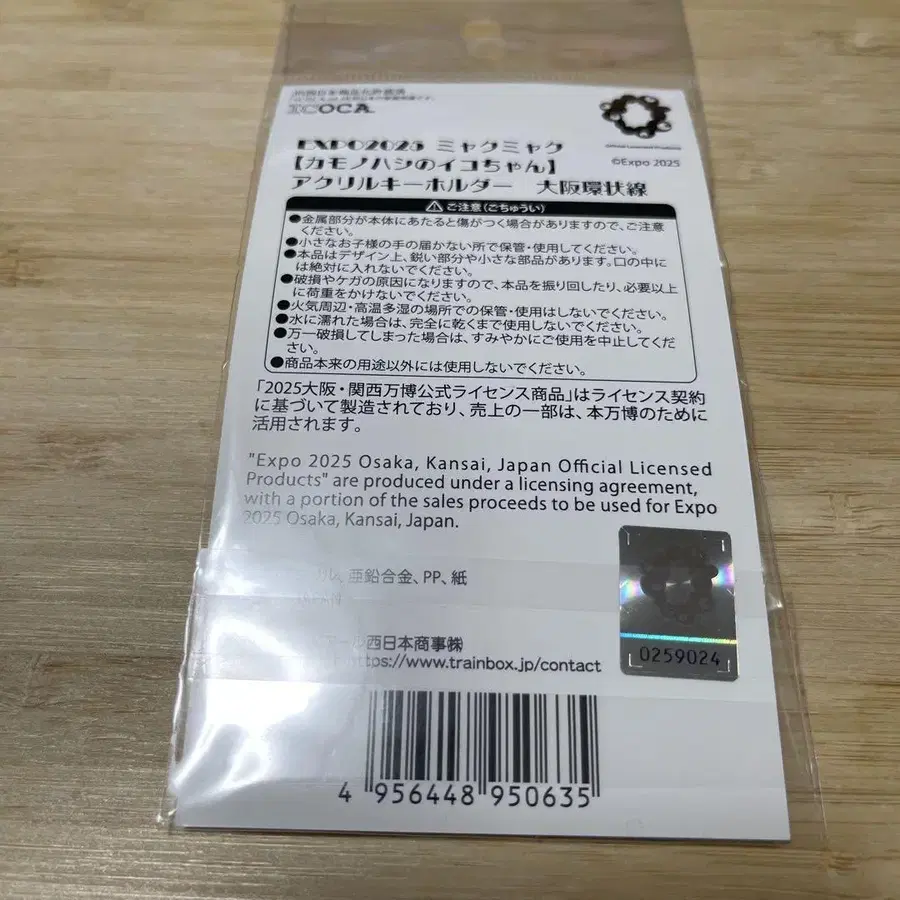 JR西日本商品化許諾済
ICOCA
Official Licensed Products
©Expo 2025
EXPO2025 ミャクミャク
【カモノハシのイコちゃん】
アクリルキーホルダー 大阪環状線
ご注意(ごちゅうい)
●金属部分が本体にあたると傷がつく場合がありますので、ご注意
ください。
●小さなお子様の手の届かない所で保管・使用してください。
●本品はデザイン上、鋭い部分や小さな部品があります。口の中に
は絶対に入れないでください。
●破損やケガの原因になりますので、本品を振り回したり、必要以上
に荷重をかけないでください。
●火気周辺・高温多湿の場所での保管・使用はしないでください。
●水に濡れた場合は、完全に乾くまで使用しないでください。
●万一破損してしまった場合は、すみやかにご使用を中止してくだ
さい。
●商品本来の用途以外には使用しないでください。
「2025大阪・関西万博公式ライセンス商品」はライセンス契約
に基づいて製造されており、売上の一部は、本万博のために
活用されます。
"Expo 2025 Osaka, Kansai, Japan Official Licensed
Products" are produced under a licensing agreement,
with a portion of the sales proceeds to be used for Expo
2025 Osaka, Kansai, Japan.
ル、亜鉛合金、PP、紙
アール西日本商事㈱
https://www.trainbox.jp/contact
0259024
4 956448 950635